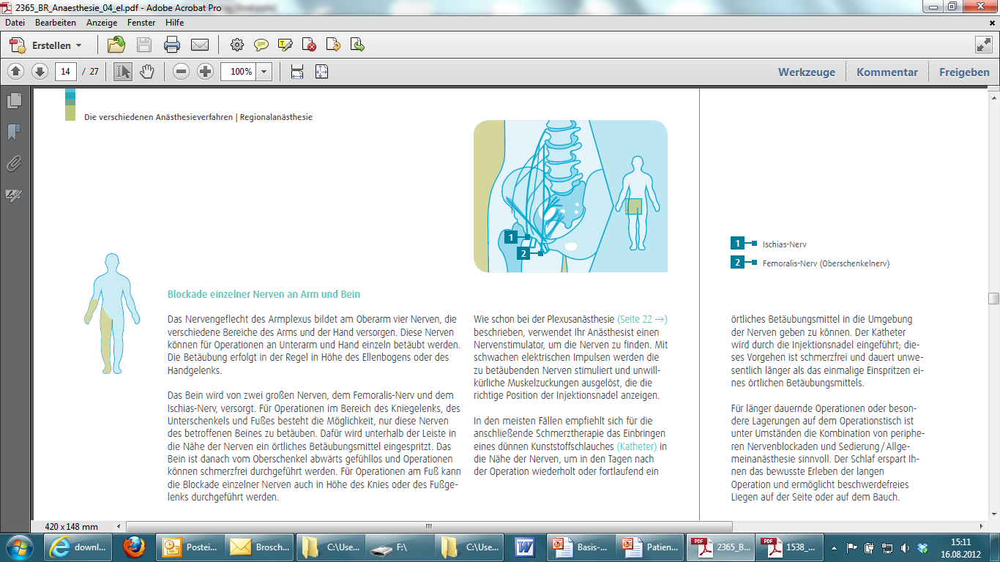 2365_BR_Anaesthesie_04_el.pdf - Adobe Acrobat Pro
Datei Bearbeiten Anzeige Fenster Hilfe
Erstellen
14 / 27
100%
Werkzeuge Kommentar Freigeben
Die verschiedenen Anästhesieverfahren | Regionalanästhesie
1
2
1 Ischias-Nerv
2 Femoralis-Nerv (Oberschenkelnerv)
Blockade einzelner Nerven an Arm und Bein
Das Nervengeflecht des Armplexus bildet am Oberarm vier Nerven, die
verschiedene Bereiche des Arms und der Hand versorgen. Diese Nerven
können für Operationen an Unterarm und Hand einzeln betäubt werden.
Die Betäubung erfolgt in der Regel in Höhe des Ellenbogens oder des
Handgelenks.
Das Bein wird von zwei großen Nerven, dem Femoralis-Nerv und dem
Ischias-Nerv, versorgt. Für Operationen im Bereich des Kniegelenks, des
Unterschenkels und Fußes besteht die Möglichkeit, nur diese Nerven
des betroffenen Beines zu betäuben. Dafür wird unterhalb der Leiste in
die Nähe der Nerven ein örtliches Betäubungsmittel eingespritzt. Das
Bein ist danach vom Oberschenkel abwärts gefühllos und Operationen
können schmerzfrei durchgeführt werden. Für Operationen am Fuß kann
die Blockade einzelner Nerven auch in Höhe des Knies oder des Fußge-
lenks durchgeführt werden.
Wie schon bei der Plexusanästhesie (Seite 22 →)
beschrieben, verwendet Ihr Anästhesist einen
Nervenstimulator, um die Nerven zu finden. Mit
schwachen elektrischen Impulsen werden die
zu betäubenden Nerven stimuliert und unwill-
kürliche Muskelzuckungen ausgelöst, die die
richtige Position der Injektionsnadel anzeigen.
In den meisten Fällen empfiehlt sich für die
anschließende Schmerztherapie das Einbringen
eines dünnen Kunststoffschlauches (Katheter) in
die Nähe der Nerven, um in den Tagen nach
der Operation wiederholt oder fortlaufend ein
örtliches Betäubungsmittel in die Umgebung
der Nerven geben zu können. Der Katheter
wird durch die Injektionsnadel eingeführt; die-
ses Vorgehen ist schmerzfrei und dauert unwe-
sentlich länger als das einmalige Einspritzen ei-
nes örtlichen Betäubungsmittels.
Für länger dauernde Operationen oder beson-
dere Lagerungen auf dem Operationstisch ist
unter Umständen die Kombination von periphe-
ren Nervenblockaden und Sedierung / Allge-
meinanästhesie sinnvoll. Der Schlaf erspart Ih-
nen das bewusste Erleben der langen
Operation und ermöglicht beschwerdefreies
Liegen auf der Seite oder auf dem Bauch.
420 x 148 mm
downl... Postei... Brosch... C:\Use... F:\ C:\Use... Basis-... Patien... 2365_B... 1538_...
15:11
16.08.2012